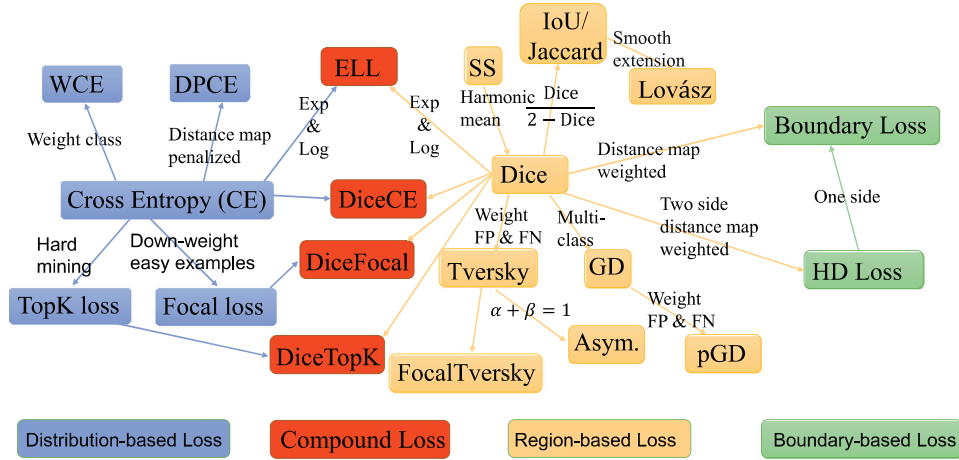 IoU/
Jaccard
Smooth
extension
Lovász
WCE
DPCE
ELL
SS
Harmonic
mean
Dice
2 − Dice
Weight class
Distance map
penalized
Exp
&
Log
Exp
&
Log
Boundary Loss
Distance map
weighted
Cross Entropy (CE)
DiceCE
Dice
One side
Hard
mining
Down-weight
easy examples
DiceFocal
Weight
FP & FN
Multi-
class
Two side
distance map
weighted
Tversky
GD
HD Loss
TopK loss
Focal loss
α + β = 1
Weight
FP & FN
DiceTopK
FocalTversky
Asym.
pGD
Distribution-based Loss
Compound Loss
Region-based Loss
Boundary-based Loss